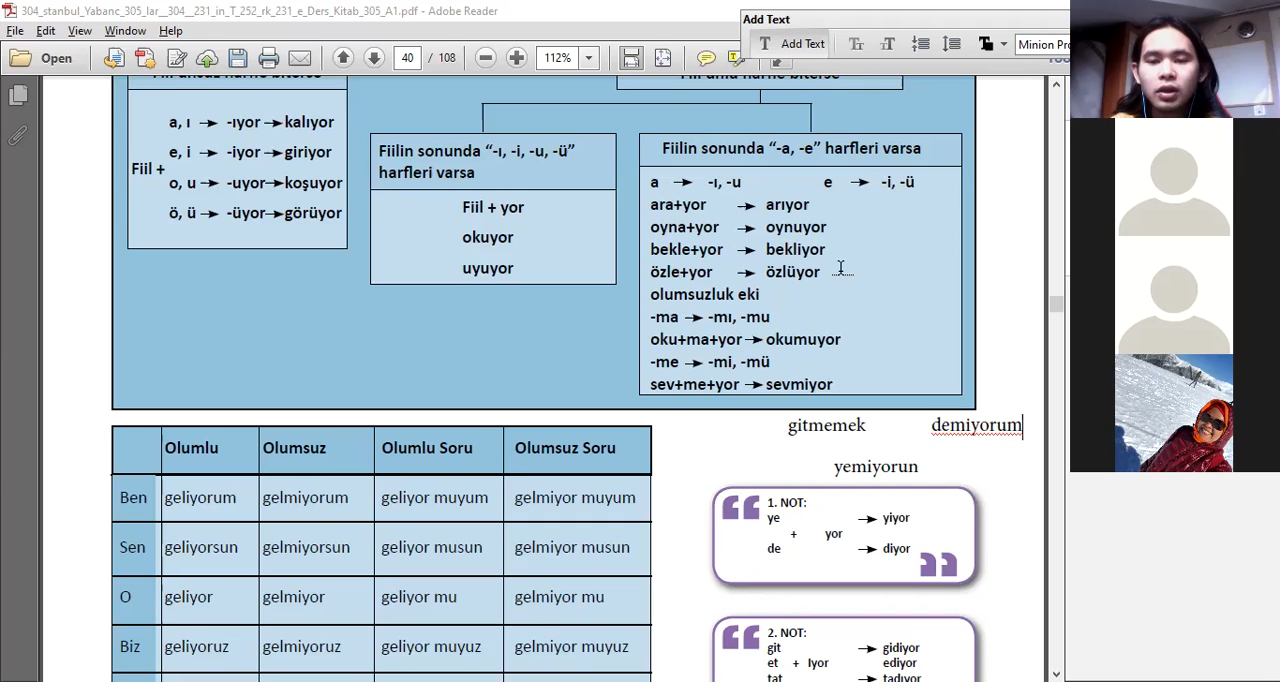 304_stanbul_Yabanc_305_lar__304__231_in_T_252_rk_231_e_Ders_Kitab_305_A1.pdf - Adobe Reader
File Edit View Window Help
Add Text
Open 40 / 108 112% Add Text Minion Pro
Fiil ünlü harfle biterse
Fiil +
a, ı -ıyor kalıyor
e, i -iyor giriyor
o, u -uyor koşuyor
ö, ü -üyor görüyor
Fiilin sonunda “-ı, -i, -u, -ü”
harfleri varsa
Fiil + yor
okuyor
uyuyor
Fiilin sonunda “-a, -e” harfleri varsa
a -ı, -u e -i, -ü
ara+yor arıyor
oyna+yor oynuyor
bekle+yor bekliyor
özle+yor özlüyor
olumsuzluk eki
-ma -mı, -mu
oku+ma+yor okumuyor
-me -mi, -mü
sev+me+yor sevmiyor
gitmemek demiyorum
yemiyorun
Olumlu Olumsuz Olumlu Soru Olumsuz Soru
Ben geliyorum gelmiyorum geliyor muyum gelmiyor muyum
Sen geliyorsun gelmiyorsun geliyor musun gelmiyor musun
O geliyor gelmiyor geliyor mu gelmiyor mu
Biz geliyoruz gelmiyoruz geliyor muyuz gelmiyor muyuz
1. NOT:
ye yiyor
+ yor
de diyor
2. NOT:
git gidiyor
et + Iyor ediyor
tat tadıyor